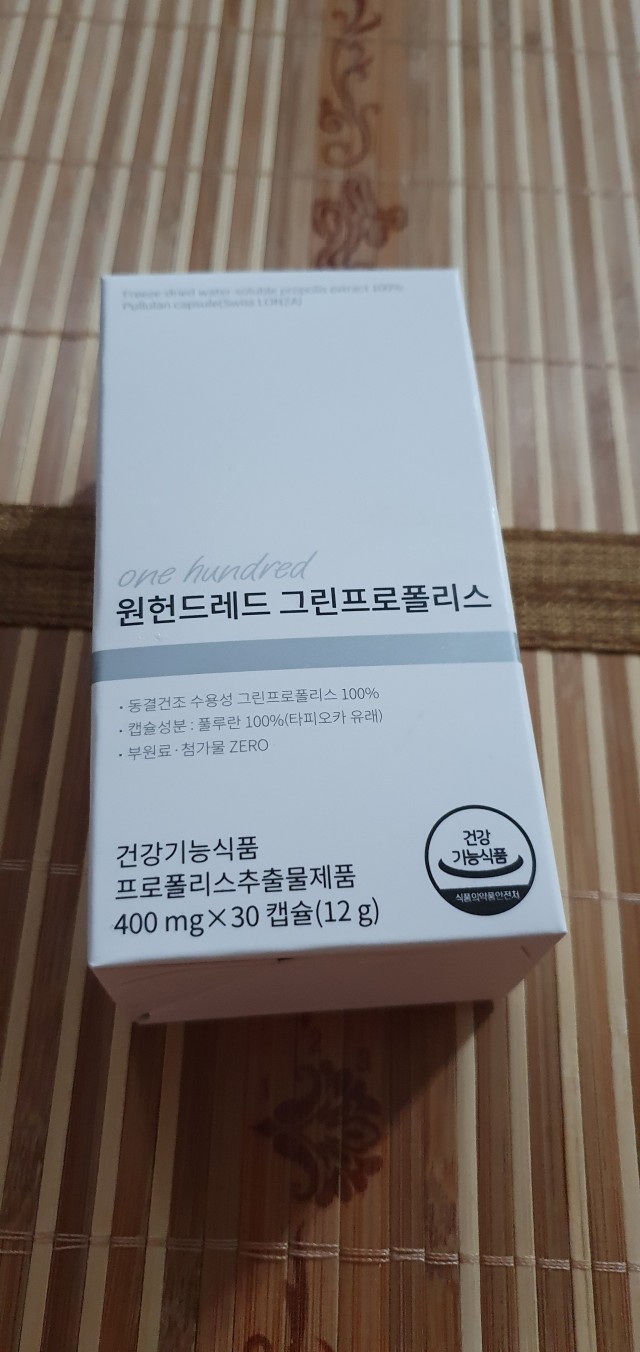 Freeze-dried water soluble propolis extract 100%
Pullulan capsule(Swiss LONZA)
one hundred
원헌드레드 그린프로폴리스
· 동결건조 수용성 그린프로폴리스 100%
· 캡슐성분 : 풀루란 100%(타피오카 유래)
· 부원료·첨가물 ZERO
건강기능식품
프로폴리스추출물제품
400 mg×30 캡슐(12 g)
건강
기능식품
식품의약품안전처